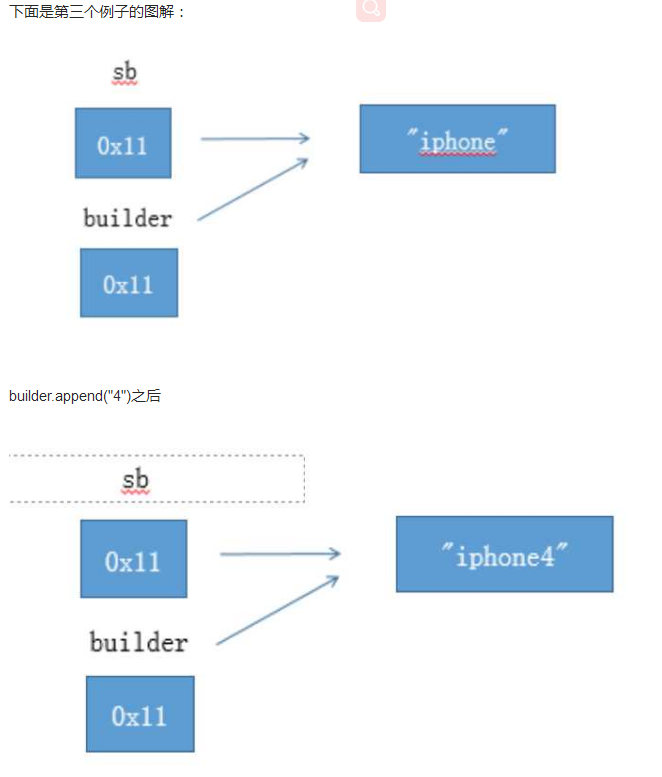 下面是第三个例子的图解：
sb
0x11
"iphone"
builder
0x11
builder.append("4")之后
sb
0x11
"iphone4"
builder
0x11